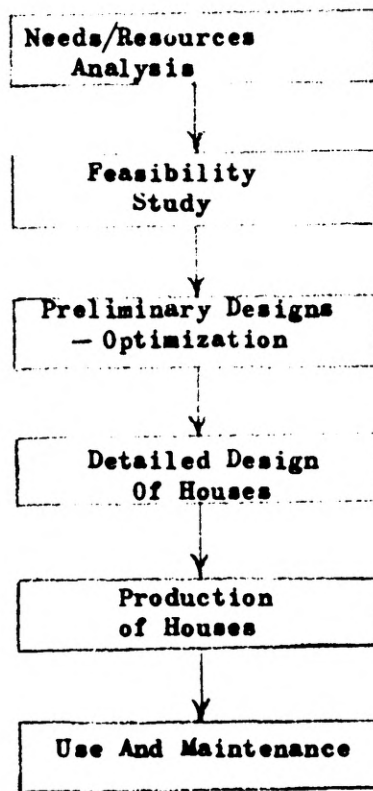 Needs/Resources
Analysis
Feasibility
Study
Preliminary Designs
— Optimization
Detailed Design
Of Houses
Production
of Houses
Use And Maintenance